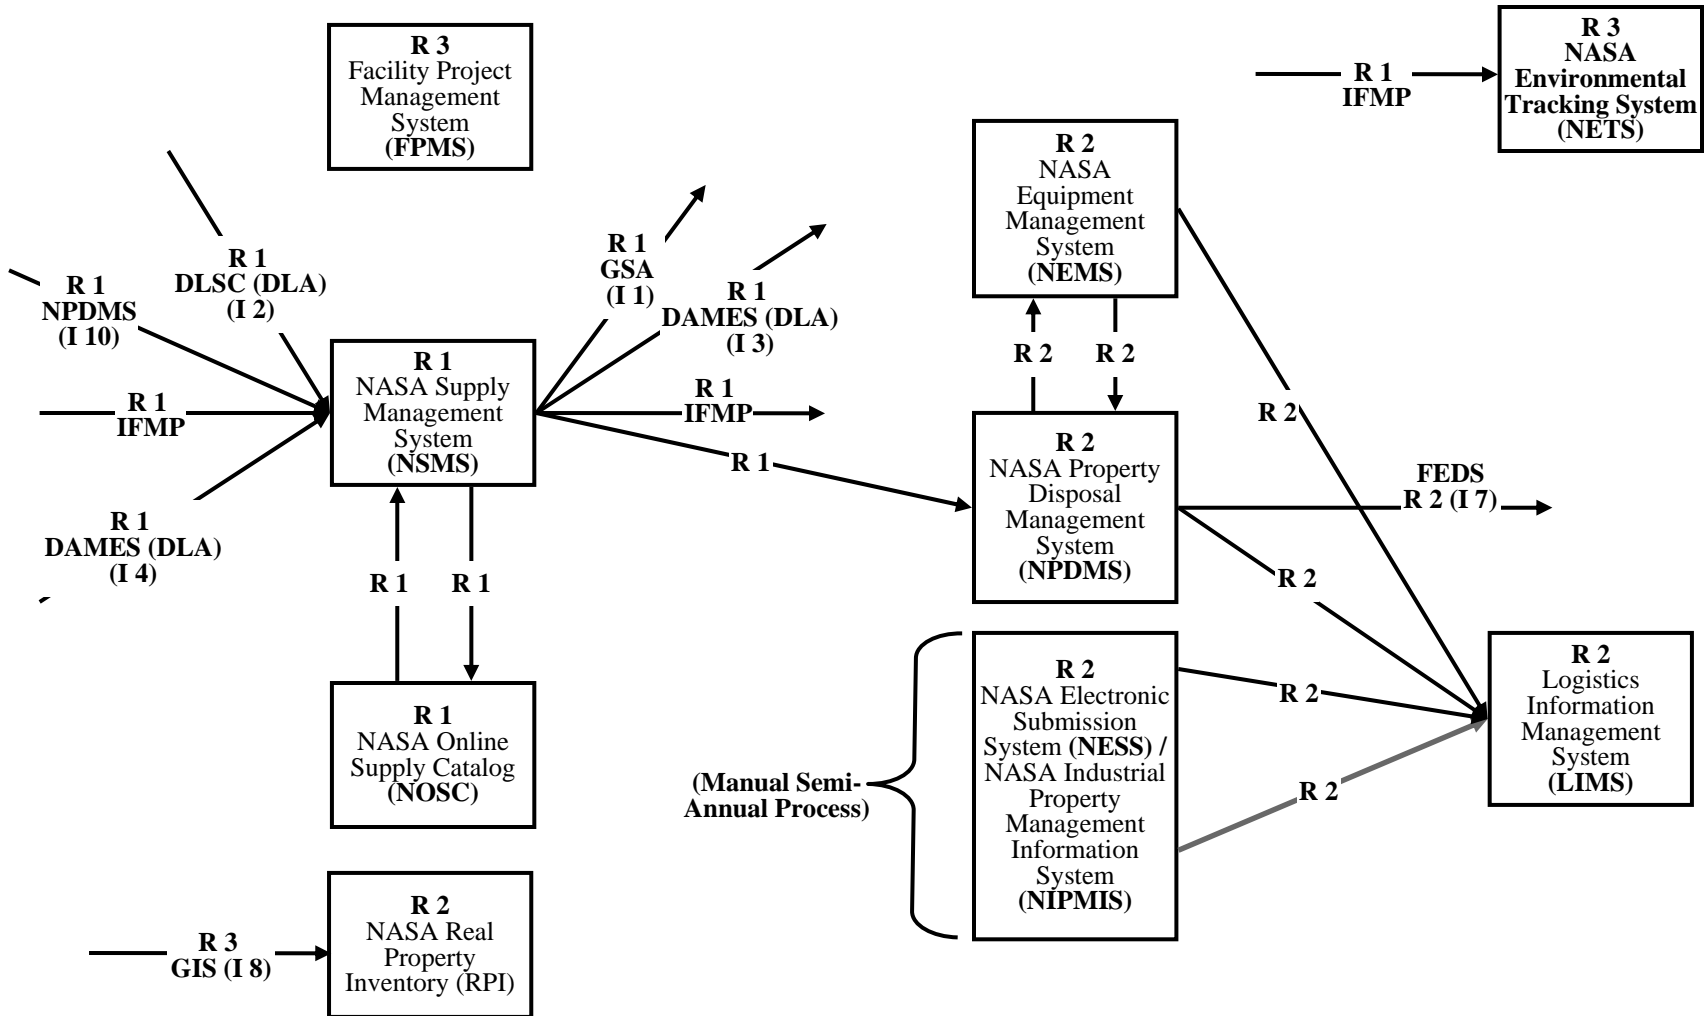 R 3
Facility Project
Management
System
(FPMS)
R 3
NASA
Environmental
Tracking System
(NETS)
R 1
IFMP
R 2
NASA
Equipment
Management
System
(NEMS)
R 1
DLSC (DLA)
(I 2)
R 1
NPDMS
(I 10)
R 1
GSA
(I 1)
R 1
DAMES (DLA)
(I 3)
R 1
NASA Supply
Management
System
(NSMS)
R 1
IFMP
R 1
IFMP
R 1
R 2
R 2
R 2
R 2
NASA Property
Disposal
Management
System
(NPDMS)
FEDS
R 2 (I 7)
R 1
DAMES (DLA)
(I 4)
R 1
R 1
R 2
R 1
NASA Online
Supply Catalog
(NOSC)
(Manual Semi-
Annual Process)
R 2
NASA Electronic
Submission
System (NESS) /
NASA Industrial
Property
Management
Information
System
(NIPMIS)
R 2
R 2
R 2
Logistics
Information
Management
System
(LIMS)
R 3
GIS (I 8)
R 2
NASA Real
Property
Inventory (RPI)